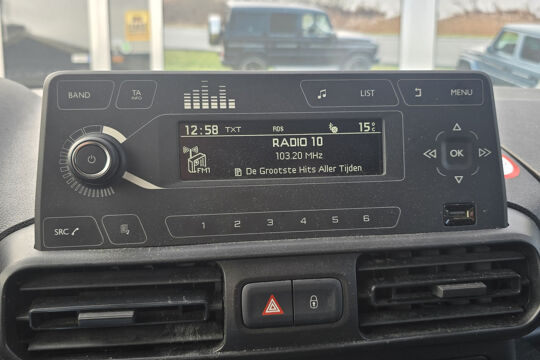 BAND
TA
INFO
LIST
MENU
12:58 TXT RDS 15°C
RADIO 10
103.20 MHz
FM1
De Grootste Hits Aller Tijden
OK
SRC
1 2 3 4 5 6